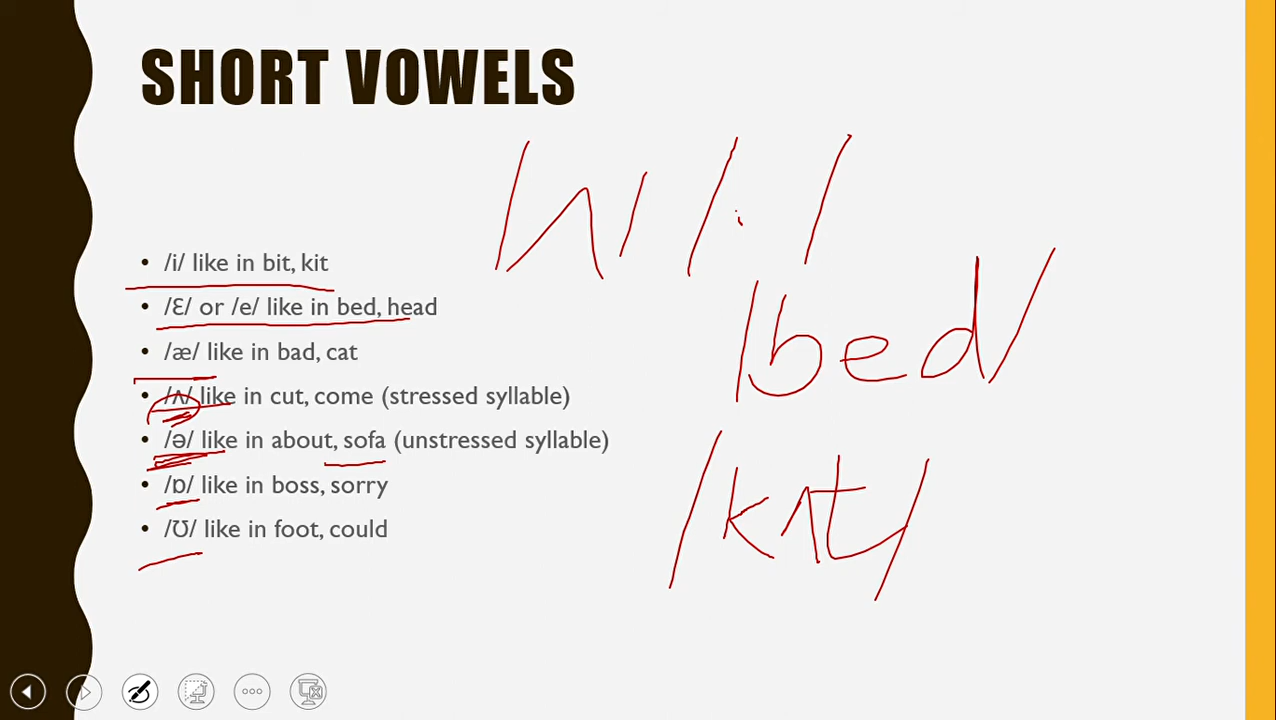 SHORT VOWELS
/ʌ/ / . /
• /i/ like in bit, kit
• /Ɛ/ or /e/ like in bed, head
/bed/
• /æ/ like in bad, cat
• /ʌ/ like in cut, come (stressed syllable)
• /ə/ like in about, sofa (unstressed syllable)
• /ɒ/ like in boss, sorry
/kʌt/
• /Ʊ/ like in foot, could